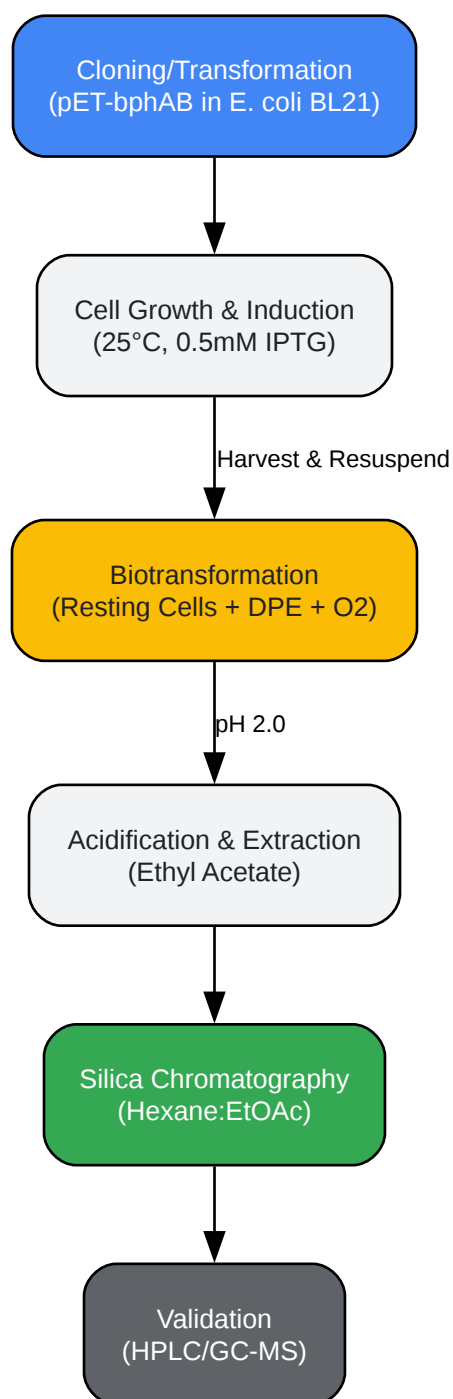 Cloning/Transformation
(pET-bphAB in E. coli BL21)
Cell Growth & Induction
(25°C, 0.5mM IPTG)
Harvest & Resuspend
Biotransformation
(Resting Cells + DPE + O2)
pH 2.0
Acidification & Extraction
(Ethyl Acetate)
Silica Chromatography
(Hexane:EtOAc)
Validation
(HPLC/GC-MS)